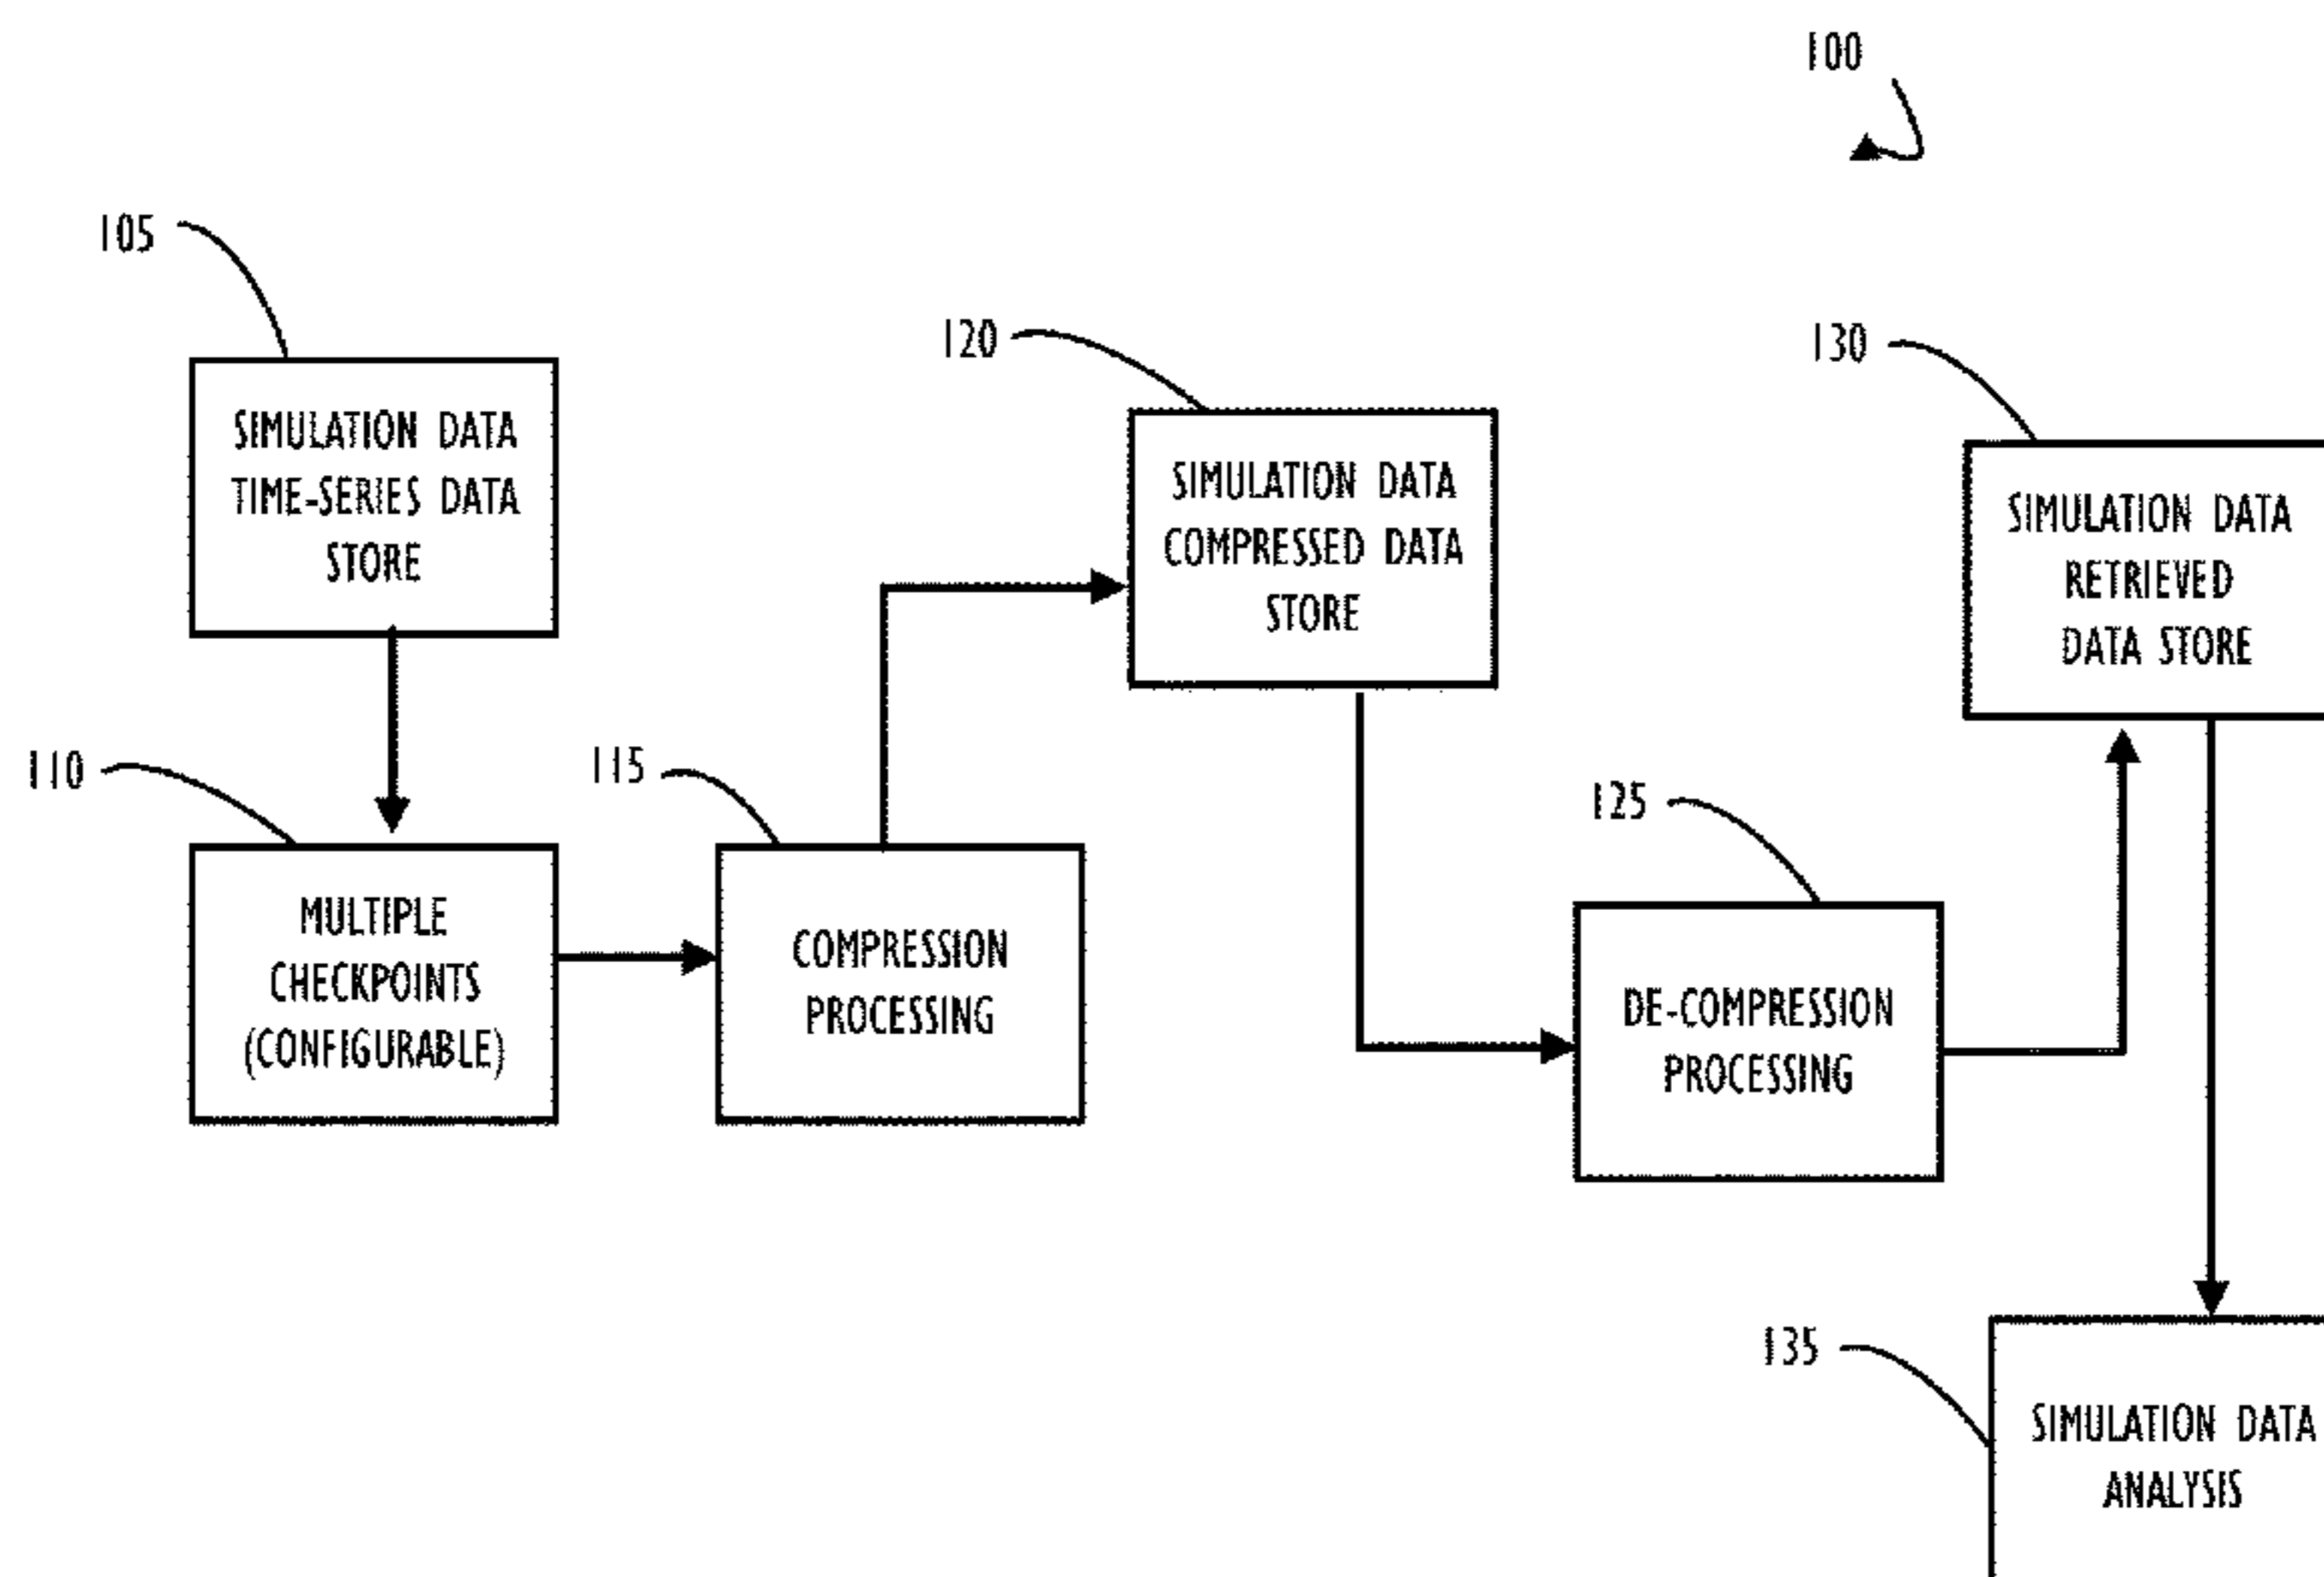 100
105
SIMULATION DATA
TIME-SERIES DATA
STORE
120
SIMULATION DATA
COMPRESSED DATA
STORE
130
SIMULATION DATA
RETRIEVED
DATA STORE
110
MULTIPLE
CHECKPOINTS
(CONFIGURABLE)
115
COMPRESSION
PROCESSING
125
DE-COMPRESSION
PROCESSING
135
SIMULATION DATA
ANALYSIS